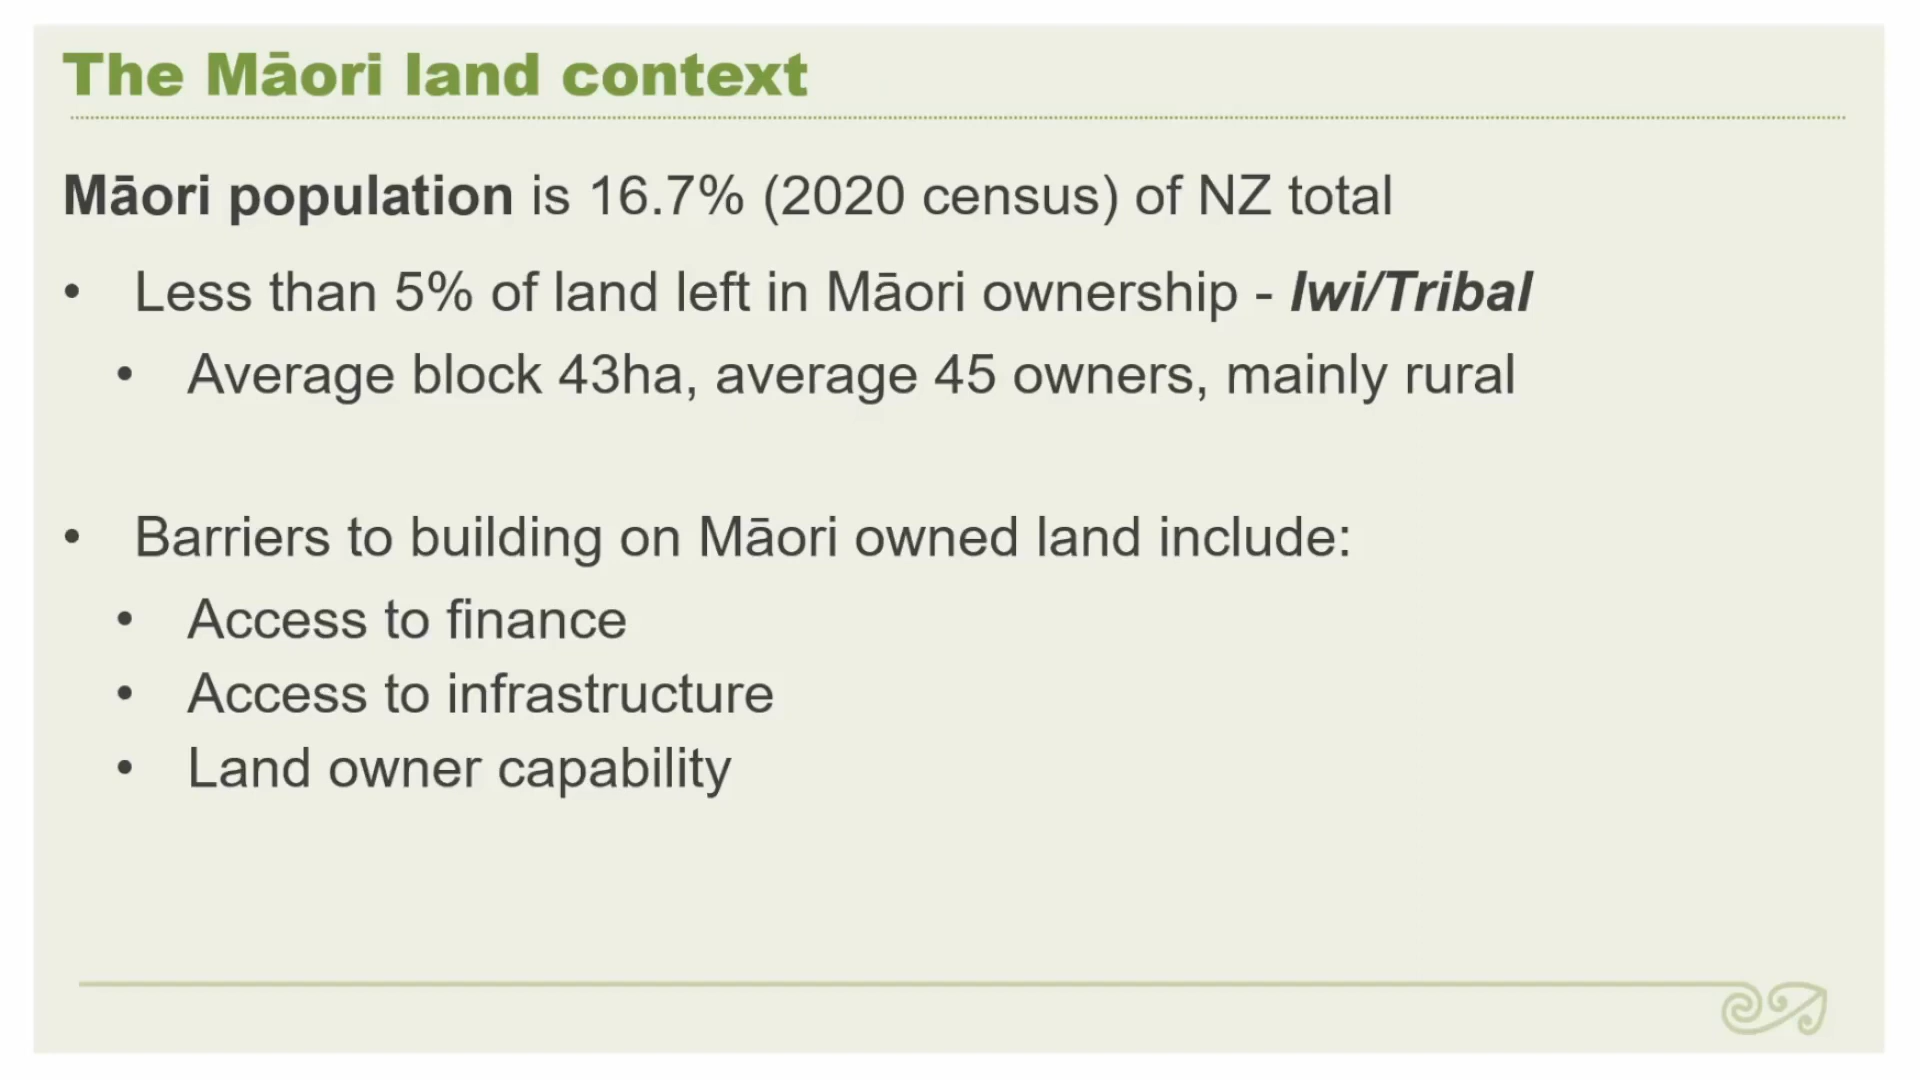 The Māori land context
Māori population is 16.7% (2020 census) of NZ total
• Less than 5% of land left in Māori ownership - Iwi/Tribal
• Average block 43ha, average 45 owners, mainly rural
• Barriers to building on Māori owned land include:
• Access to finance
• Access to infrastructure
• Land owner capability